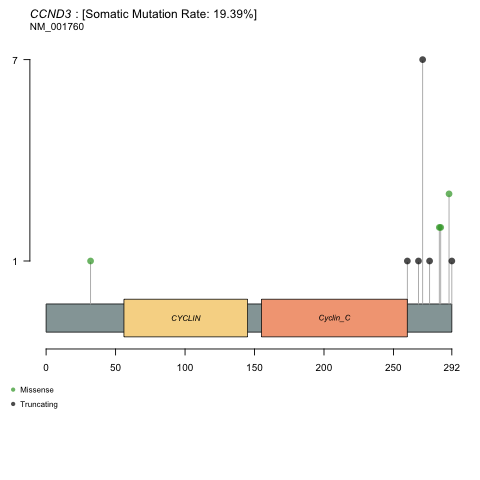 CCND3 : [Somatic Mutation Rate: 19.39%]
NM_001760
7
1
CYCLIN
Cyclin_C
0 50 100 150 200 250 292
Missense
Truncating